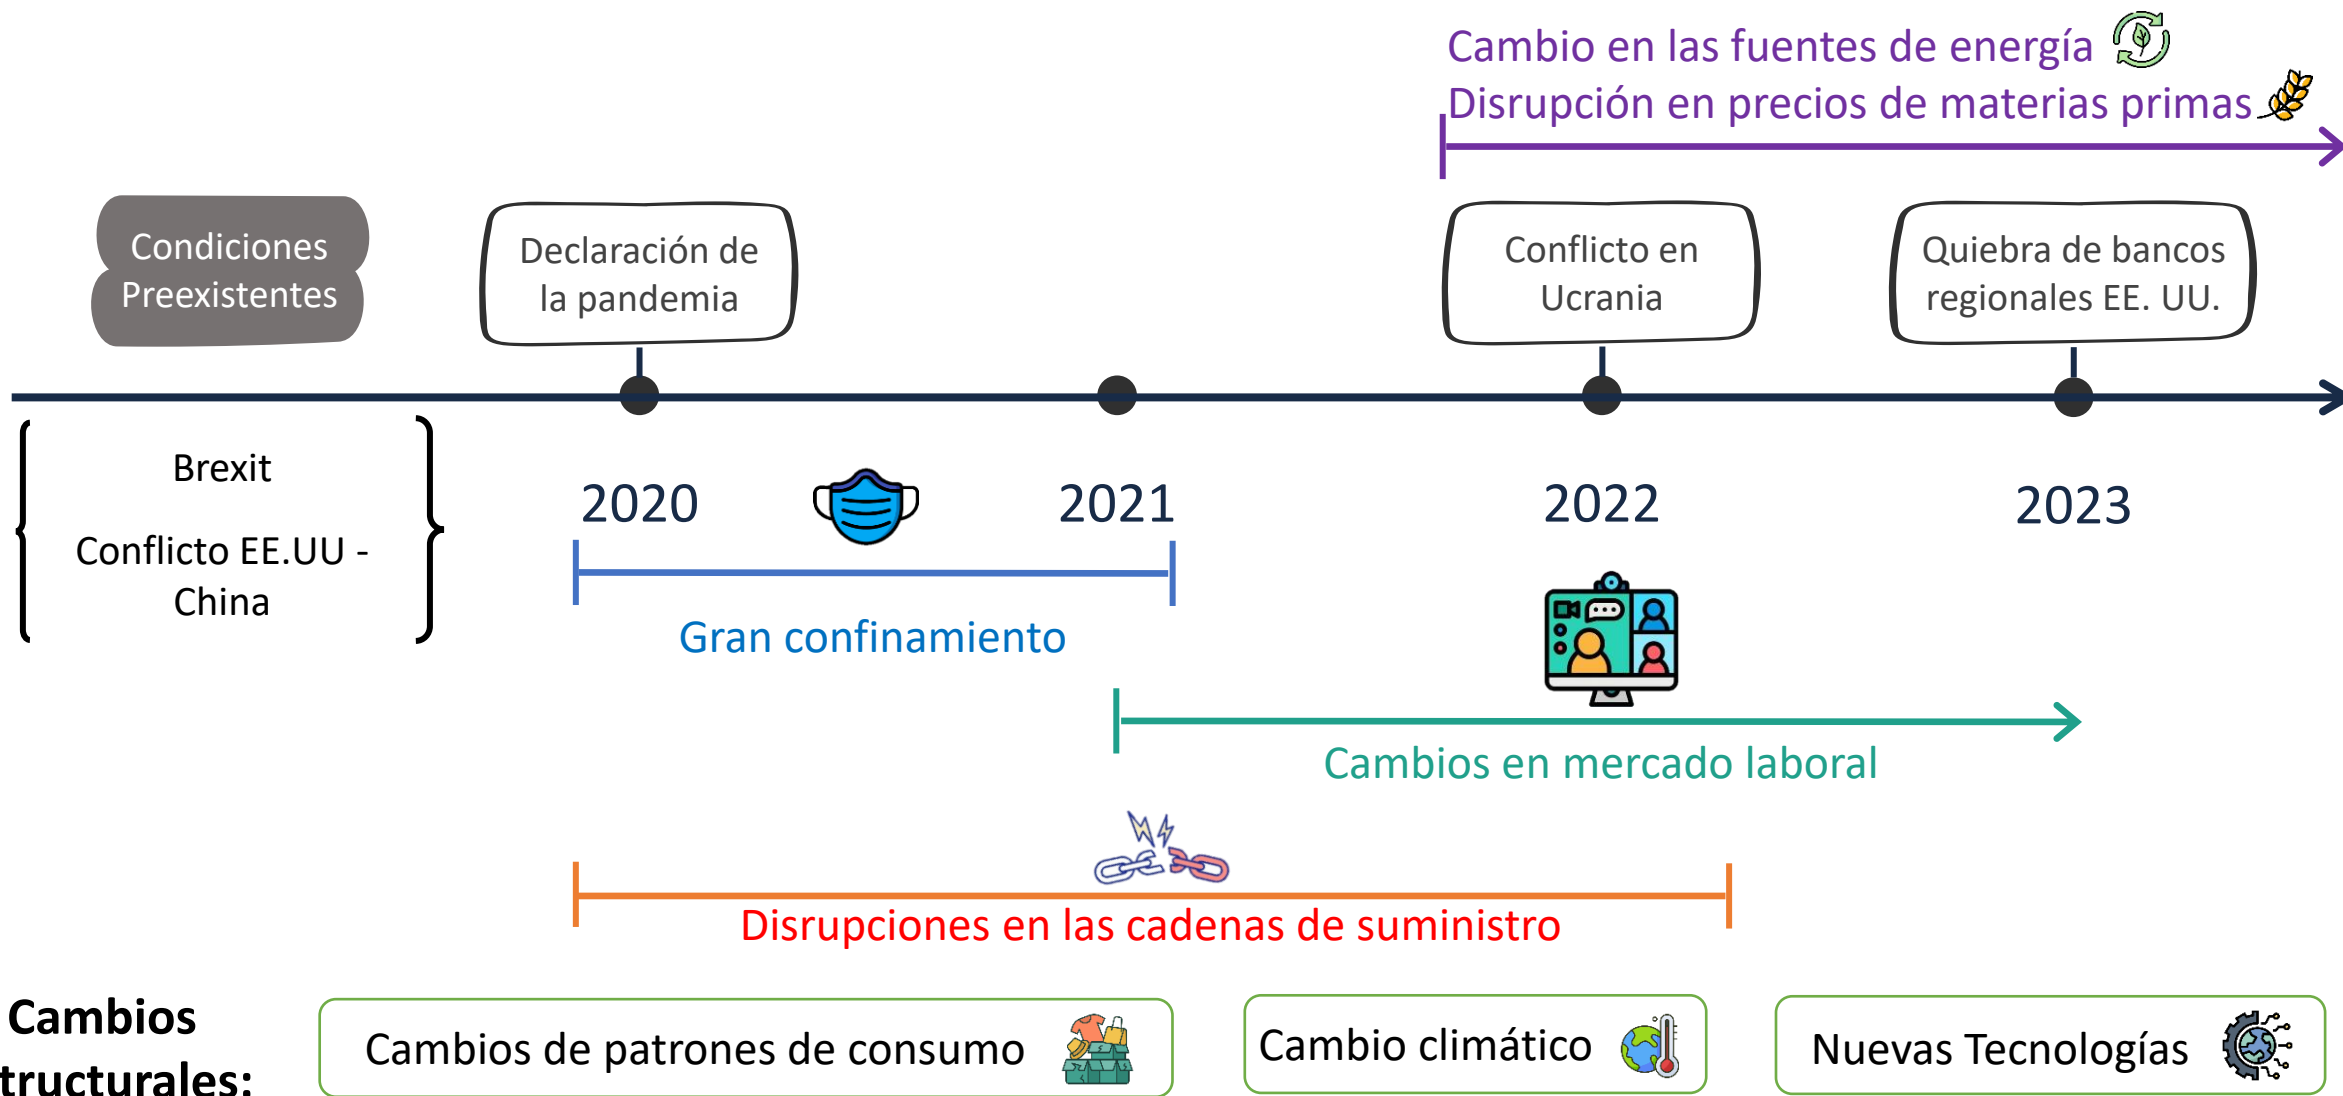 Cambio en las fuentes de energía
Disrupción en precios de materias primas
Condiciones
Preexistentes
Declaración de
la pandemia
Conflicto en
Ucrania
Quiebra de bancos
regionales EE. UU.
Brexit
Conflicto EE.UU -
China
2020
2021
2022
2023
Gran confinamiento
Cambios en mercado laboral
Disrupciones en las cadenas de suministro
Cambios
tructurales:
Cambios de patrones de consumo
Cambio climático
Nuevas Tecnologías